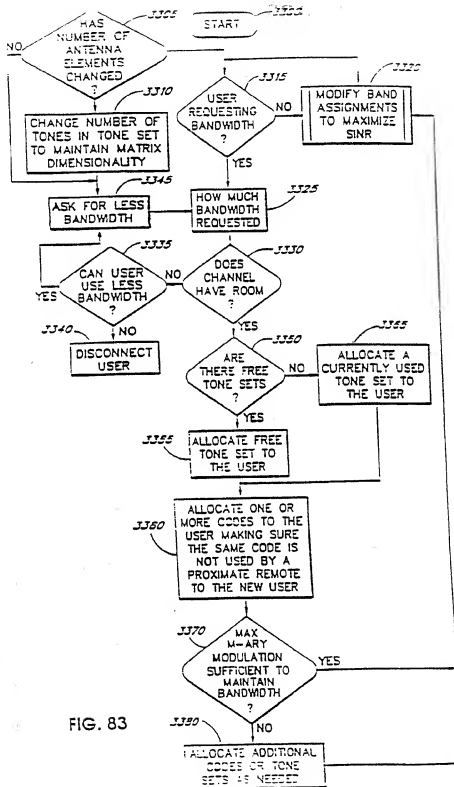 3305
HAS
NUMBER OF
ANTENNA
ELEMENTS
CHANGED
?
NO
START
3310
CHANGE NUMBER OF
TONES IN TONE SET
TO MAINTAIN MATRIX
DIMENSIONALITY
3315
USER
REQUESTING
BANDWIDTH
?
NO
YES
3320
MODIFY BAND
ASSIGNMENTS
TO MAXIMIZE
SINR
3345
ASK FOR LESS
BANDWIDTH
3325
HOW MUCH
BANDWIDTH
REQUESTED
3335
CAN USER
USE LESS
BANDWIDTH
?
YES
NO
NO
3330
DOES
CHANNEL
HAVE ROOM
?
YES
3340
DISCONNECT
USER
3350
ARE
THERE FREE
TONE SETS
?
NO
YES
3365
ALLOCATE A
CURRENTLY USED
TONE SET TO
THE USER
3355
ALLOCATE FREE
TONE SET TO
THE USER
3360
ALLOCATE ONE OR
MORE CODES TO THE
USER MAKING SURE
THE SAME CODE IS
NOT USED BY A
PROXIMATE REMOTE
TO THE NEW USER
3370
MAX
M-ARY
MODULATION
SUFFICIENT TO
MAINTAIN
BANDWIDTH
?
YES
NO
FIG. 83
3380
ALLOCATE ADDITIONAL
CODES OR TONE
SETS AS NEEDED